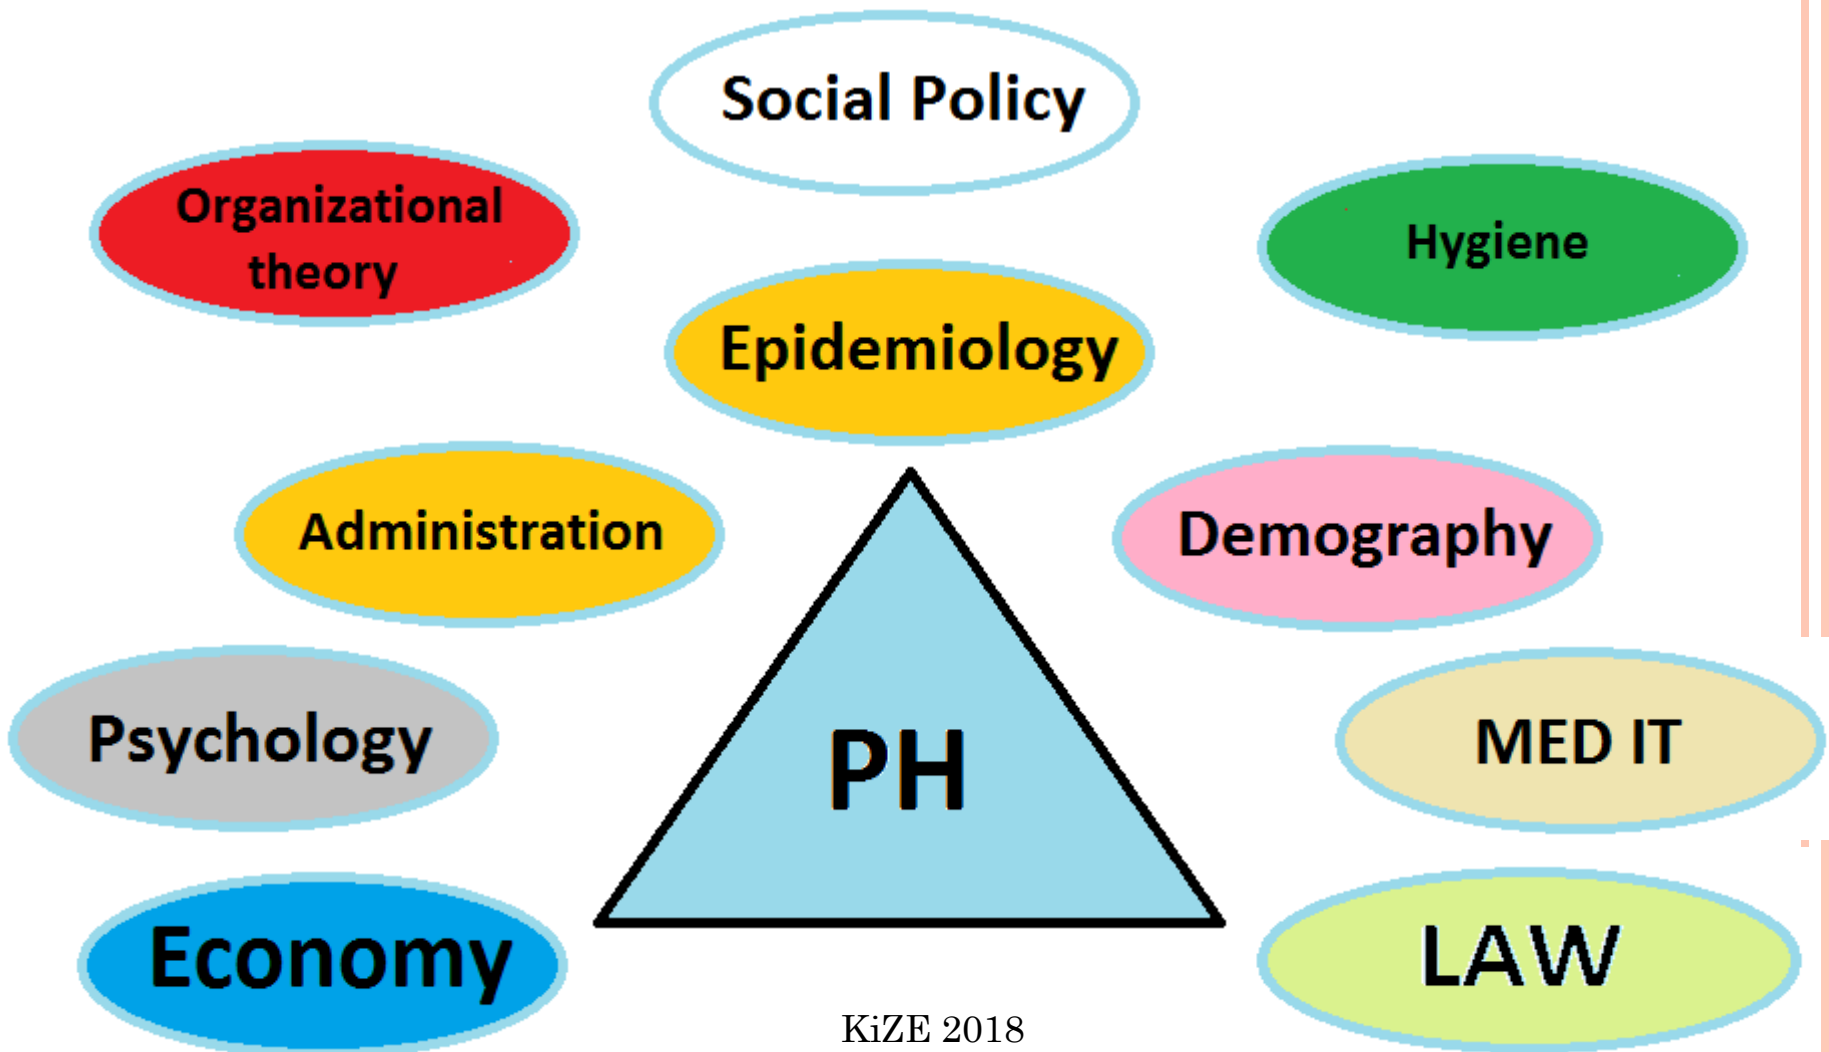 Social Policy
Organizational
theory
Hygiene
Epidemiology
Administration
Demography
Psychology
PH
MED IT
Economy
LAW
KiZE 2018